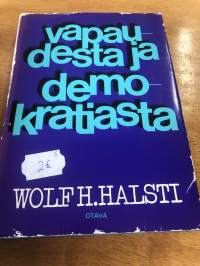 vapau-
desta ja
demo-
kratiasta
2€
WOLF H. HALSTI
OTAVA